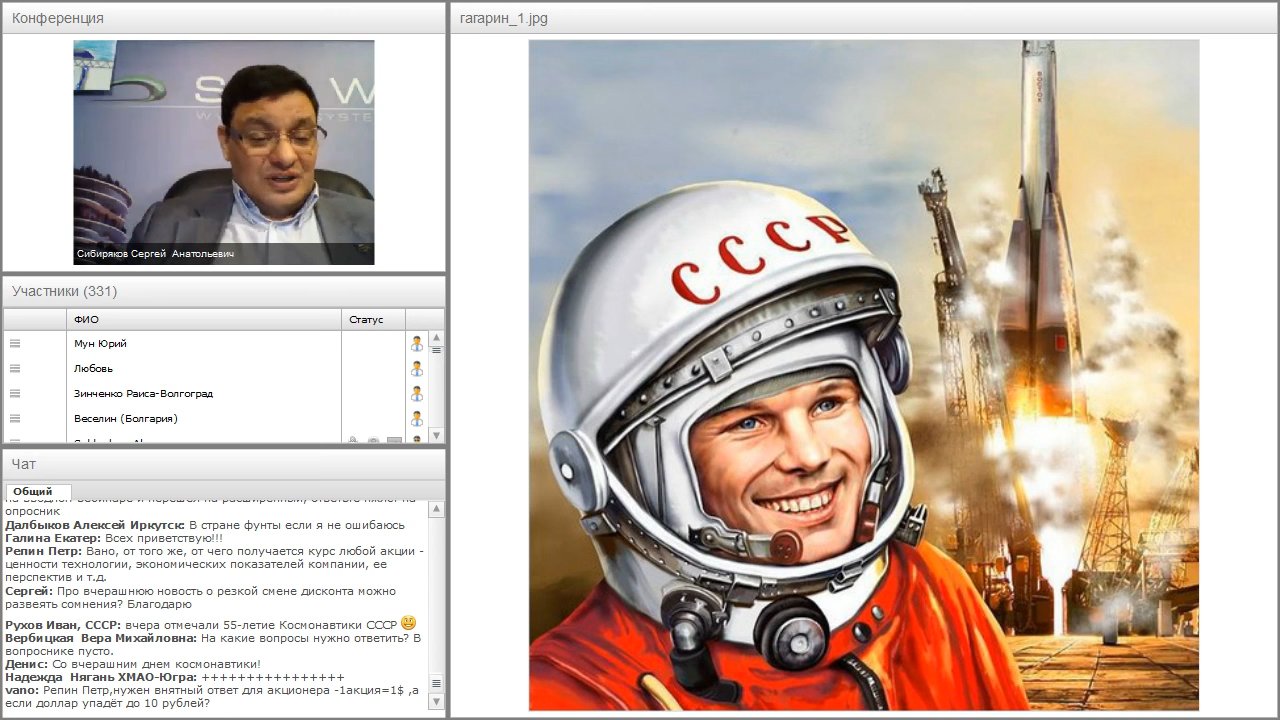 Конференция
S W
Сибиряков Сергей Анатольевич
Участники (331)
ФИО Статус
Мун Юрий
Любовь
Зинченко Раиса-Волгоград
Веселин (Болгария)
Чат
Общий
опросник
Далбыков Алексей Иркутск: В стране фунты если я не ошибаюсь
Галина Екатер: Всех приветствую!!!
Репин Петр: Вано, от того же, от чего получается курс любой акции -
ценности технологии, экономических показателей компании, ее
перспектив и т.д.
Сергей: Про вчерашнюю новость о резкой смене дисконта можно
развеять сомнения? Благодарю
Рухов Иван, СССР: вчера отмечали 55-летие Космонавтики СССР
Вербицкая Вера Михайловна: На какие вопросы нужно ответить? В
вопроснике пусто.
Денис: Со вчерашним днем космонавтики!
Надежда Нягань ХМАО-Югра: ++++++++++++++
vano: Репин Петр,нужен внятный ответ для акционера-1акция=1$ ,а
если доллар упадёт до 10 рублей?
гагарин_1.jpg
СССР
ВОСТОК